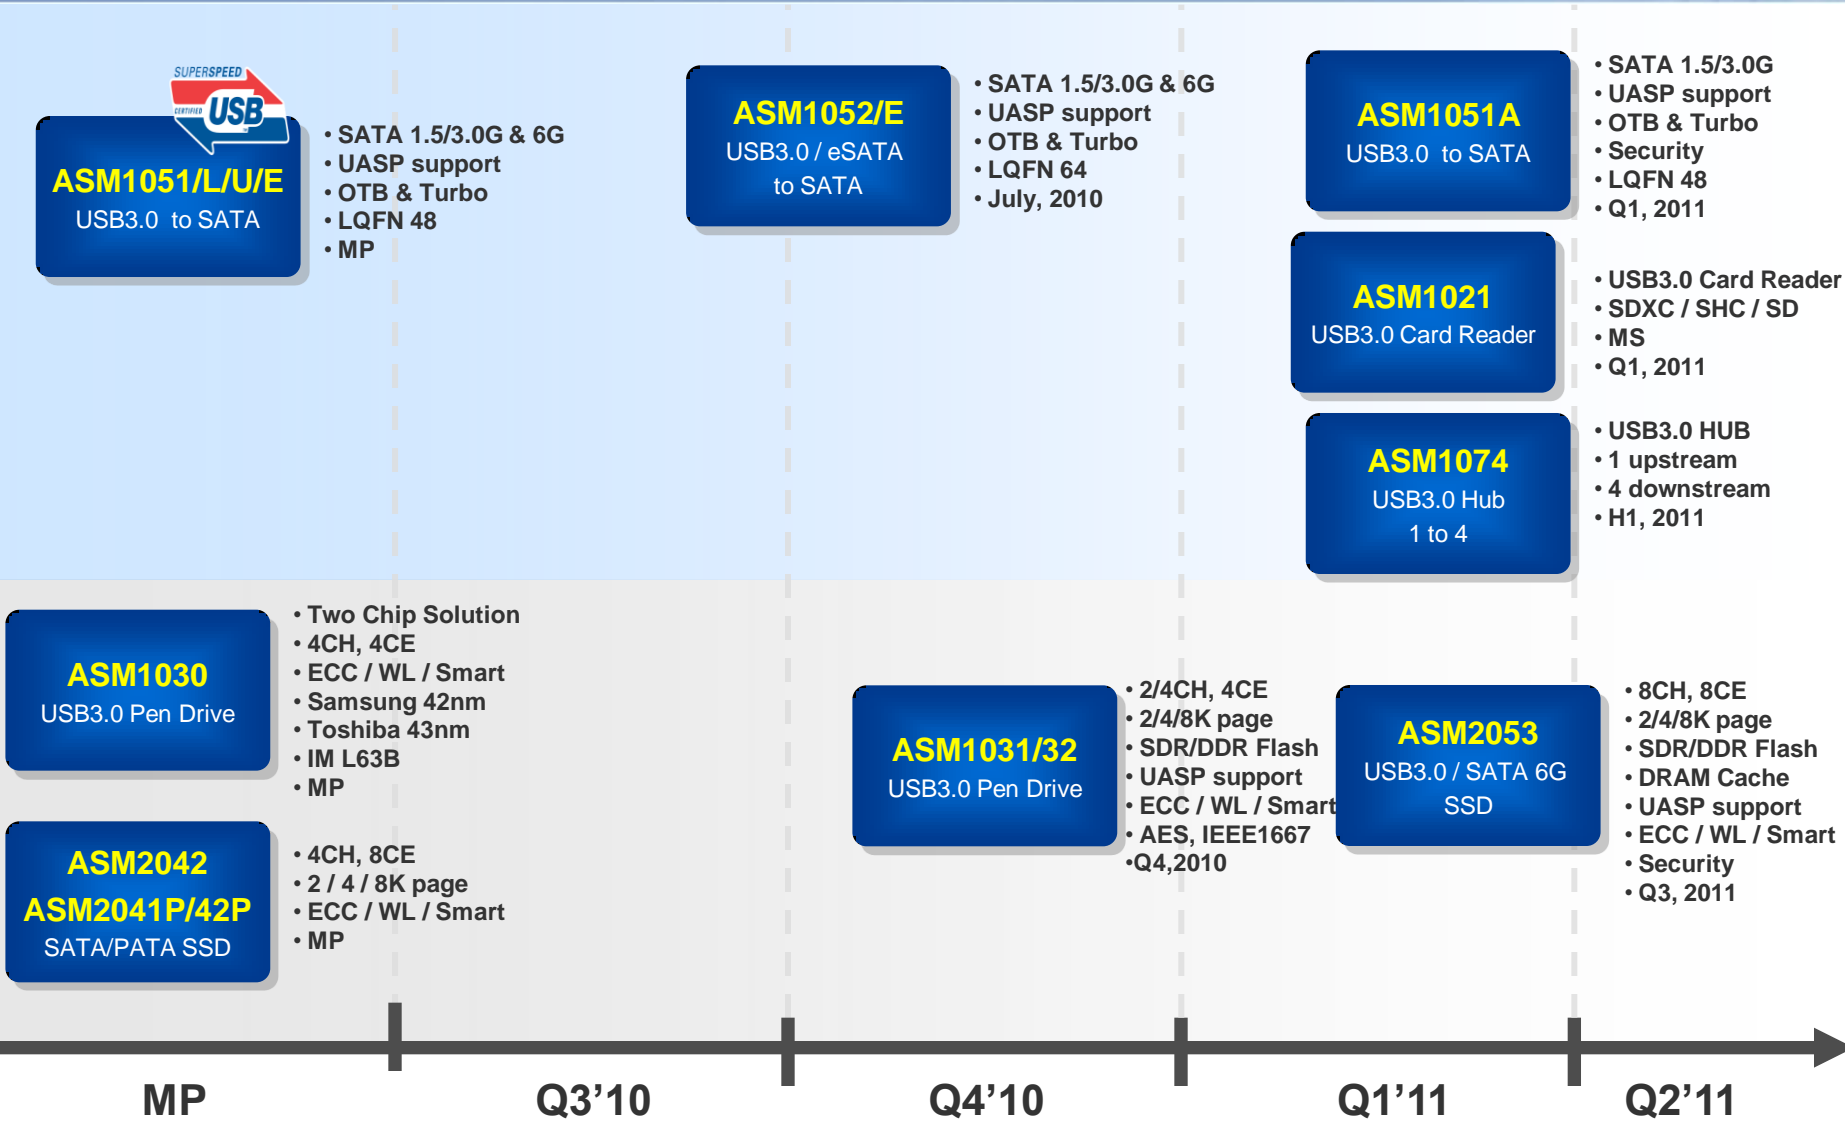 SUPERSPEED
CERTIFIED
USB
ASM1051/L/U/E
USB3.0 to SATA
• SATA 1.5/3.0G & 6G
• UASP support
• OTB & Turbo
• LQFN 48
• MP
ASM1052/E
USB3.0 / eSATA
to SATA
• SATA 1.5/3.0G & 6G
• UASP support
• OTB & Turbo
• LQFN 64
• July, 2010
ASM1051A
USB3.0 to SATA
• SATA 1.5/3.0G
• UASP support
• OTB & Turbo
• Security
• LQFN 48
• Q1, 2011
ASM1021
USB3.0 Card Reader
• USB3.0 Card Reader
• SDXC / SHC / SD
• MS
• Q1, 2011
ASM1074
USB3.0 Hub
1 to 4
• USB3.0 HUB
• 1 upstream
• 4 downstream
• H1, 2011
ASM1030
USB3.0 Pen Drive
• Two Chip Solution
• 4CH, 4CE
• ECC / WL / Smart
• Samsung 42nm
• Toshiba 43nm
• IM L63B
• MP
ASM2042
ASM2041P/42P
SATA/PATA SSD
• 4CH, 8CE
• 2 / 4 / 8K page
• ECC / WL / Smart
• MP
ASM1031/32
USB3.0 Pen Drive
• 2/4CH, 4CE
• 2/4/8K page
• SDR/DDR Flash
• UASP support
• ECC / WL / Smart
• AES, IEEE1667
•Q4,2010
ASM2053
USB3.0 / SATA 6G
SSD
• 8CH, 8CE
• 2/4/8K page
• SDR/DDR Flash
• DRAM Cache
• UASP support
• ECC / WL / Smart
• Security
• Q3, 2011
MP
Q3’10
Q4’10
Q1’11
Q2’11